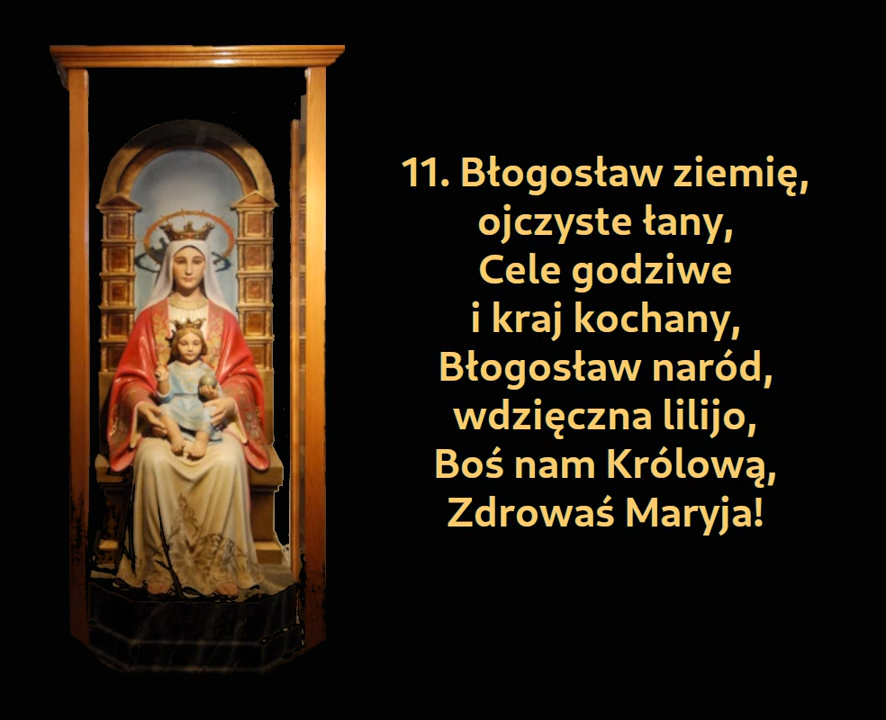 11. Błogosław ziemię,
ojczyste łany,
Cele godziwe
i kraj kochany,
Błogosław naród,
wdzięczna lilijo,
Boś nam Królową,
Zdrowaś Maryja!